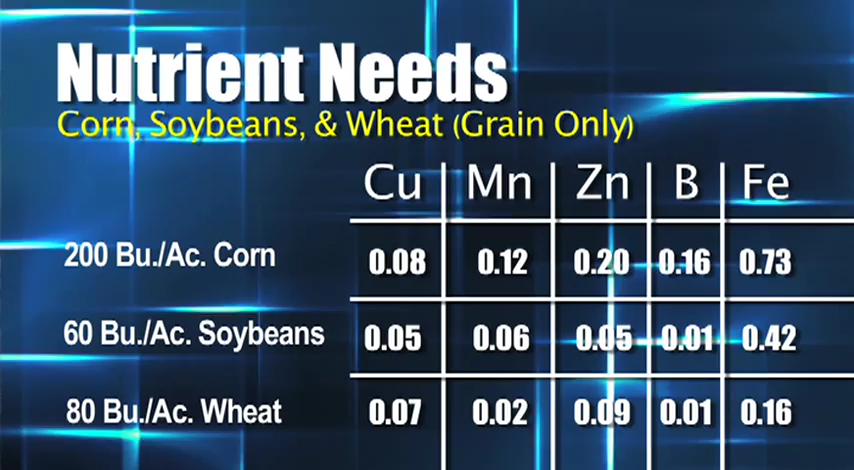 Nutrient Needs
Corn, Soybeans, & Wheat (Grain Only)
Cu Mn Zn B Fe
200 Bu./Ac. Corn 0.08 0.12 0.20 0.16 0.73
60 Bu./Ac. Soybeans 0.05 0.06 0.05 0.01 0.42
80 Bu./Ac. Wheat 0.07 0.02 0.09 0.01 0.16